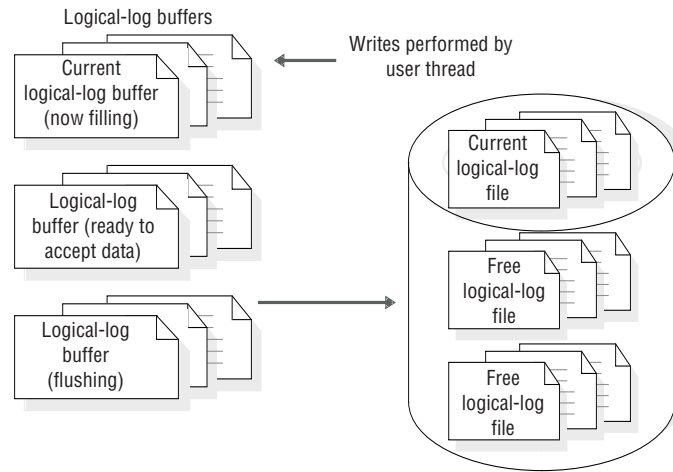 Logical-log buffers
Current
logical-log buffer
(now filling)
Writes performed by
user thread
Logical-log
buffer (ready to
accept data)
Logical-log
buffer
(flushing)
Current
logical-log
file
Free
logical-log
file
Free
logical-log
file